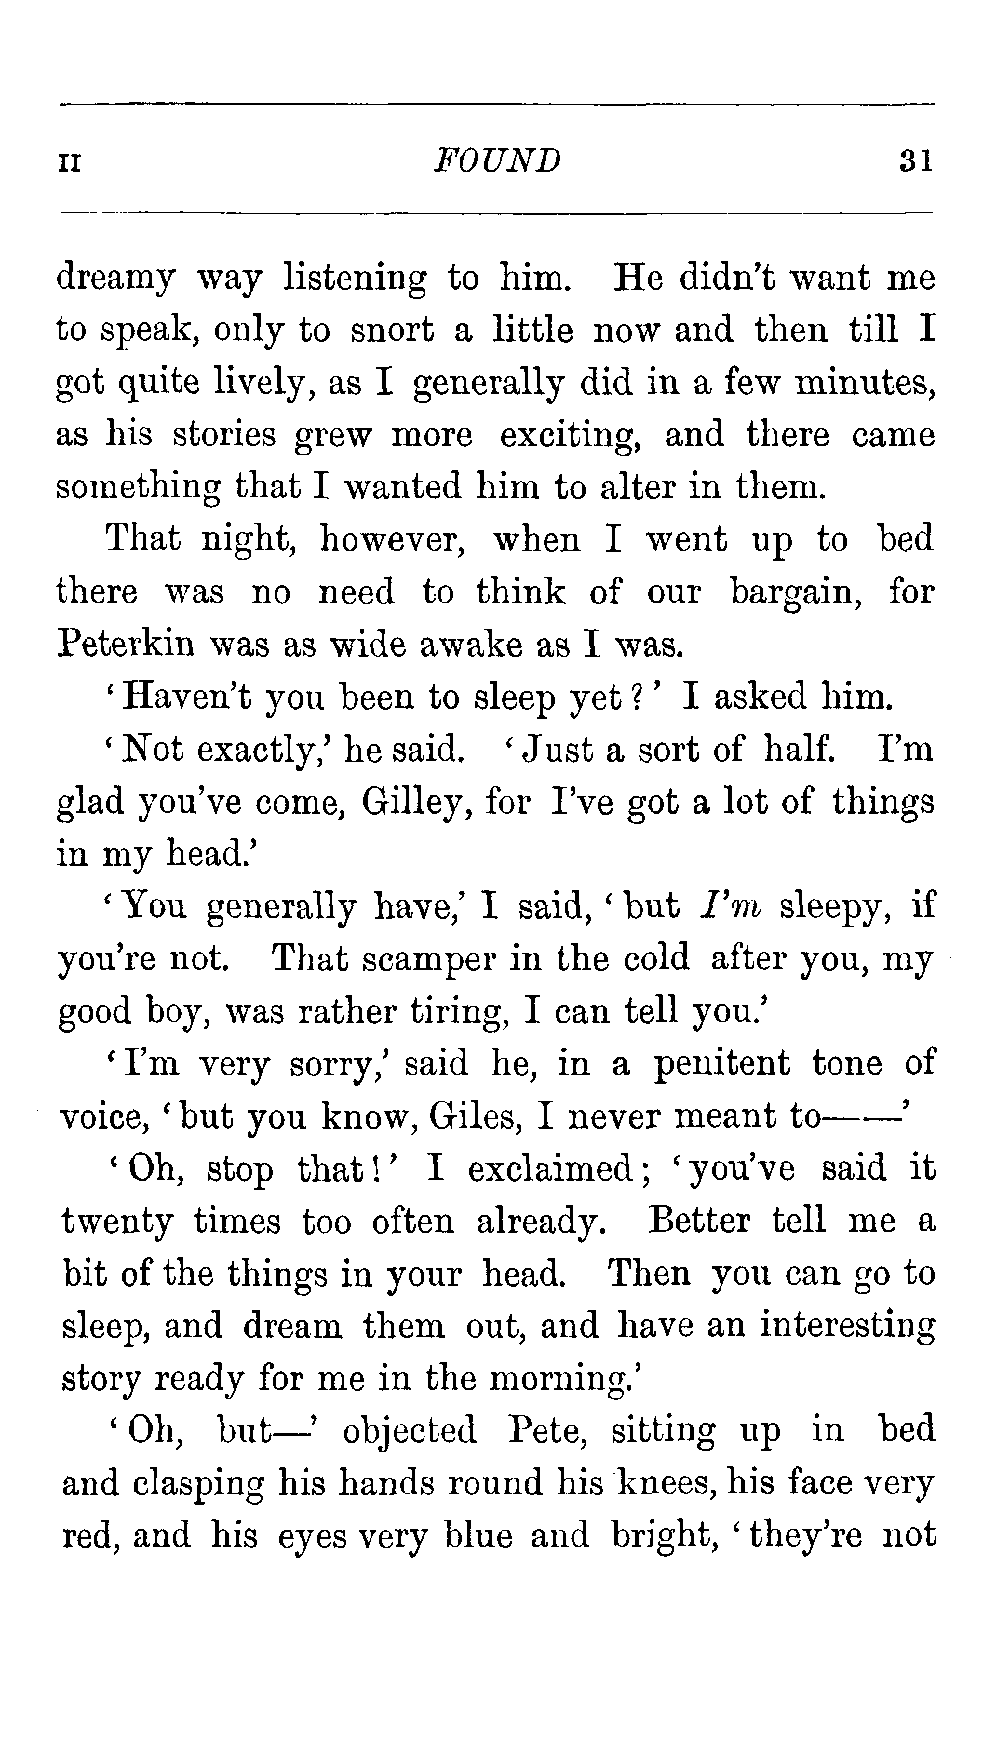 II FOUND 31
dreamy way listening to him. He didn't want me
to speak, only to snort a little now and then till I
got quite lively, as I generally did in a few minutes,
as his stories grew more exciting, and there came
something that I wanted him to alter in them.
That night, however, when I went up to bed
there was no need to think of our bargain, for
Peterkin was as wide awake as I was.
‘Haven't you been to sleep yet?’ I asked him.
‘Not exactly,’ he said. ‘Just a sort of half. I'm
glad you've come, Gilley, for I've got a lot of things
in my head.’
‘You generally have,’ I said, ‘but I'm sleepy, if
you're not. That scamper in the cold after you, my
good boy, was rather tiring, I can tell you.’
‘I'm very sorry,’ said he, in a penitent tone of
voice, ‘but you know, Giles, I never meant to——’
‘Oh, stop that!’ I exclaimed; ‘you've said it
twenty times too often already. Better tell me a
bit of the things in your head. Then you can go to
sleep, and dream them out, and have an interesting
story ready for me in the morning.’
‘Oh, but—’ objected Pete, sitting up in bed
and clasping his hands round his knees, his face very
red, and his eyes very blue and bright, ‘they're not